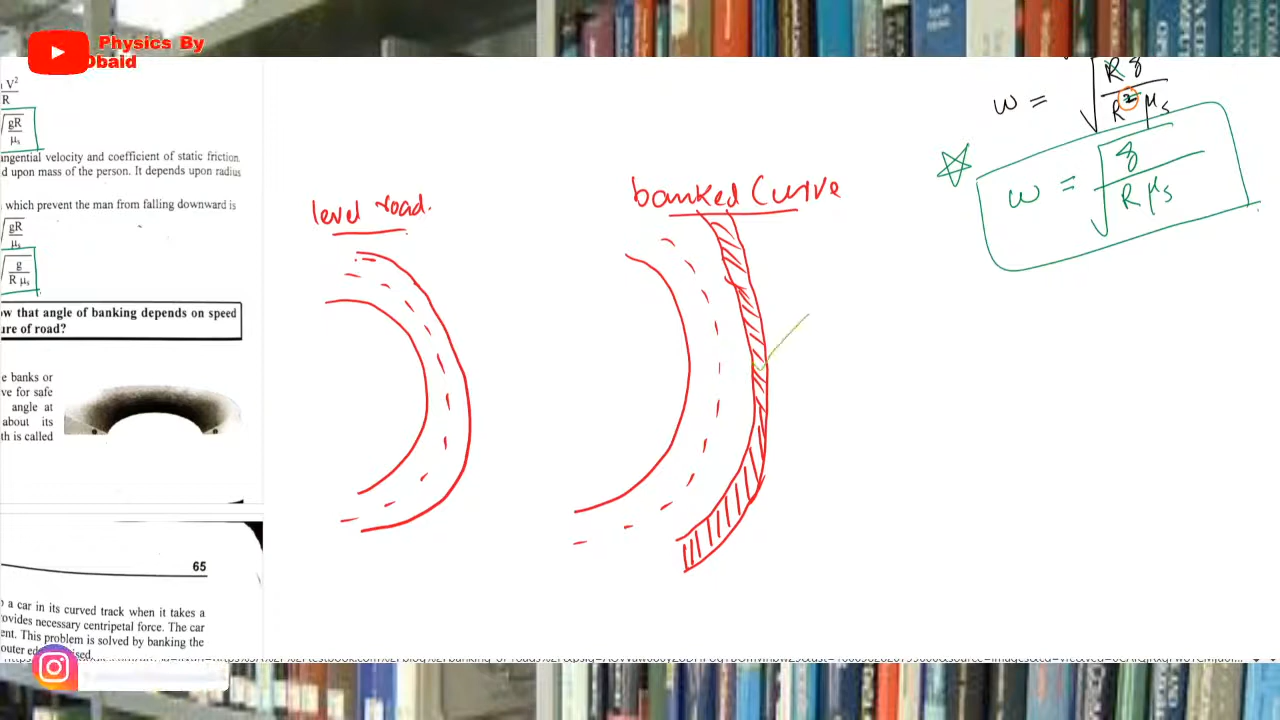 Physics By
Obaid
V²
R
gR
μs
angential velocity and coefficient of static friction.
d upon mass of the person. It depends upon radius
which prevent the man from falling downward is
gR
μs
g
R μs
ow that angle of banking depends on speed
ure of road?
e banks or
ve for safe
angle at
about its
th is called
65
a car in its curved track when it takes a
rovides necessary centripetal force. The car
ent. This problem is solved by banking the
outer
ised.
level road.
banked Curve
ω = √ R g
R² μs
ω = √ g
R μs